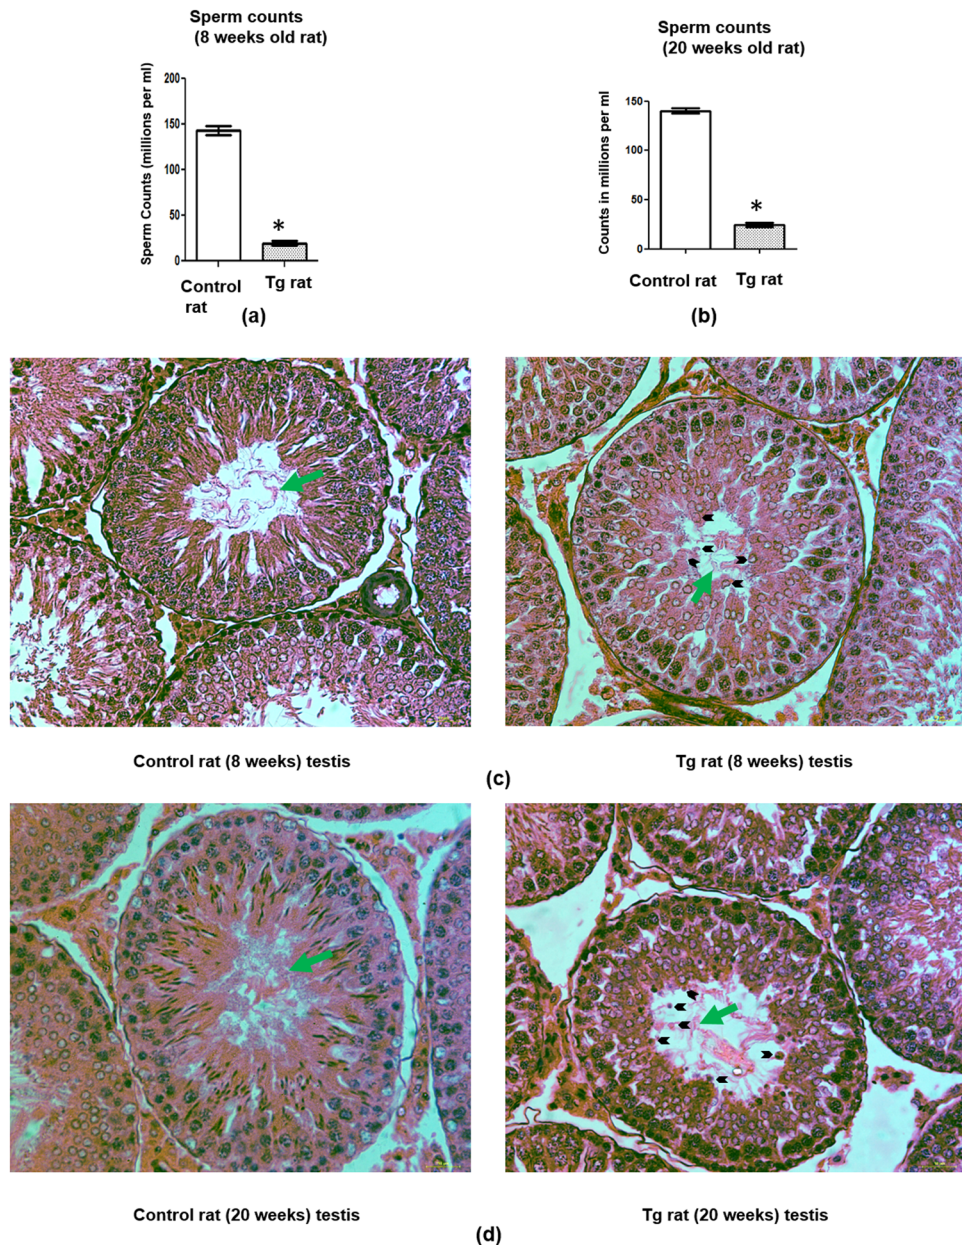 Sperm counts
(8 weeks old rat)
Sperm Counts (millions per ml)
200
150
100
50
0
*
Control
rat
Tg rat
(a)
Sperm counts
(20 weeks old rat)
Counts in millions per ml
150
100
50
0
*
Control rat
Tg rat
(b)
Control rat (8 weeks) testis
Tg rat (8 weeks) testis
(c)
Control rat (20 weeks) testis
Tg rat (20 weeks) testis
(d)